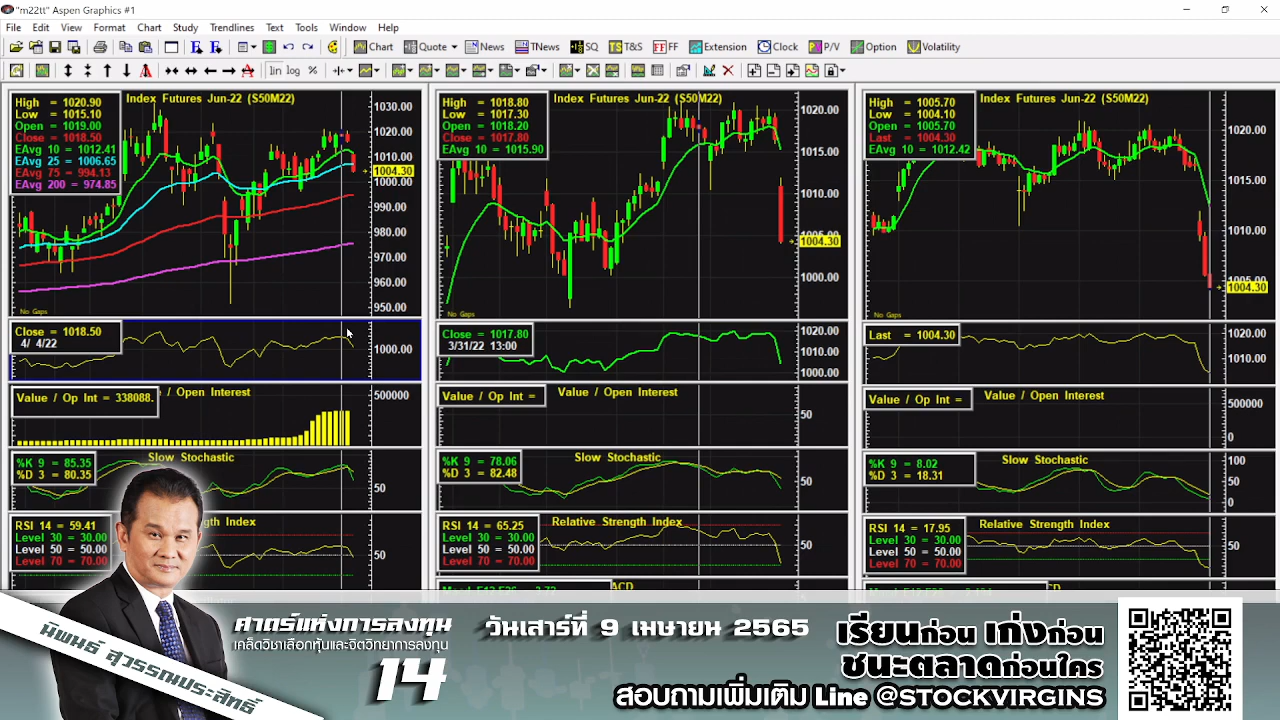 "m22tt" Aspen Graphics #1
File Edit View Format Chart Study Trendlines Text Tools Window Help
Chart Quote News TNews SQ T&S FF Extension Clock P/V Option Volatility
lin log %
High = 1020.90
Low = 1015.10
Open = 1019.00
Close = 1018.50
EAvg 10 = 1012.41
EAvg 25 = 1006.65
EAvg 75 = 994.13
EAvg 200 = 974.85
Index Futures Jun-22 (S50M22)
1030.00
1020.00
1010.00
1004.30
1000.00
990.00
980.00
970.00
960.00
950.00
No Gaps
Close = 1018.50
4/ 4/22
1000.00
Value / Op Int = 338088.
/ Open Interest
500000
%K 9 = 85.35
%D 3 = 80.35
Slow Stochastic
50
RSI 14 = 59.41
Level 30 = 30.00
Level 50 = 50.00
Level 70 = 70.00
gth Index
50
High = 1018.80
Low = 1017.30
Open = 1018.20
Close = 1017.80
EAvg 10 = 1015.90
Index Futures Jun-22 (S50M22)
1020.00
1015.00
1010.00
1004.30
1000.00
No Gaps
Close = 1017.80
3/31/22 13:00
1020.00
1010.00
1000.00
Value / Op Int =
Value / Open Interest
50
%K 9 = 78.06
%D 3 = 82.48
Slow Stochastic
50
RSI 14 = 65.25
Level 30 = 30.00
Level 50 = 50.00
Level 70 = 70.00
Relative Strength Index
50
High = 1005.70
Low = 1004.10
Open = 1005.70
Last = 1004.30
EAvg 10 = 1012.42
Index Futures Jun-22 (S50M22)
1020.00
1015.00
1010.00
1004.30
No Gaps
Last = 1004.30
1020.00
1010.00
Value / Op Int =
Value / Open Interest
500000
0
%K 9 = 8.02
%D 3 = 18.31
Slow Stochastic
100
50
0
RSI 14 = 17.95
Level 30 = 30.00
Level 50 = 50.00
Level 70 = 70.00
Relative Strength Index
50
นิพนธ์ สุวรรณประสิทธิ์
ศาตร์แห่งการลงทุน
เคล็ดวิชาเลือกหุ้นและจิตวิทยาการลงทุน
14
วันเสาร์ที่ 9 เมษายน 2565
เรียนก่อน เก่งก่อน
ชนะตลาดก่อนใคร
สอบถามเพิ่มเติม Line @STOCKVIRGINS